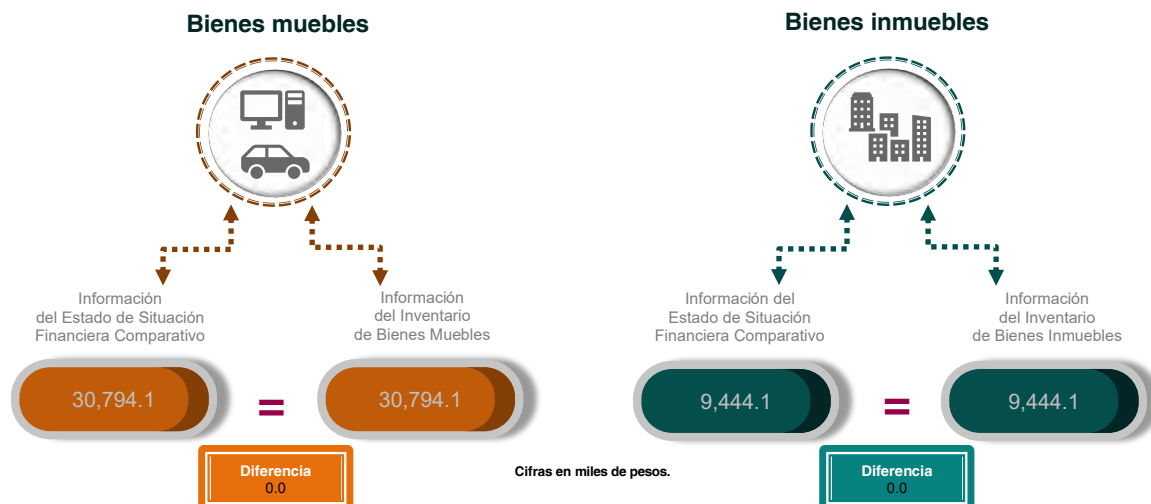 Bienes muebles
Información
del Estado de Situación
Financiera Comparativo
Información
del Inventario
de Bienes Muebles
30,794.1
=
30,794.1
Diferencia
0.0
Cifras en miles de pesos.
Bienes inmuebles
Información del
Estado de Situación
Financiera Comparativo
Información
del Inventario
de Bienes Inmuebles
9,444.1
=
9,444.1
Diferencia
0.0